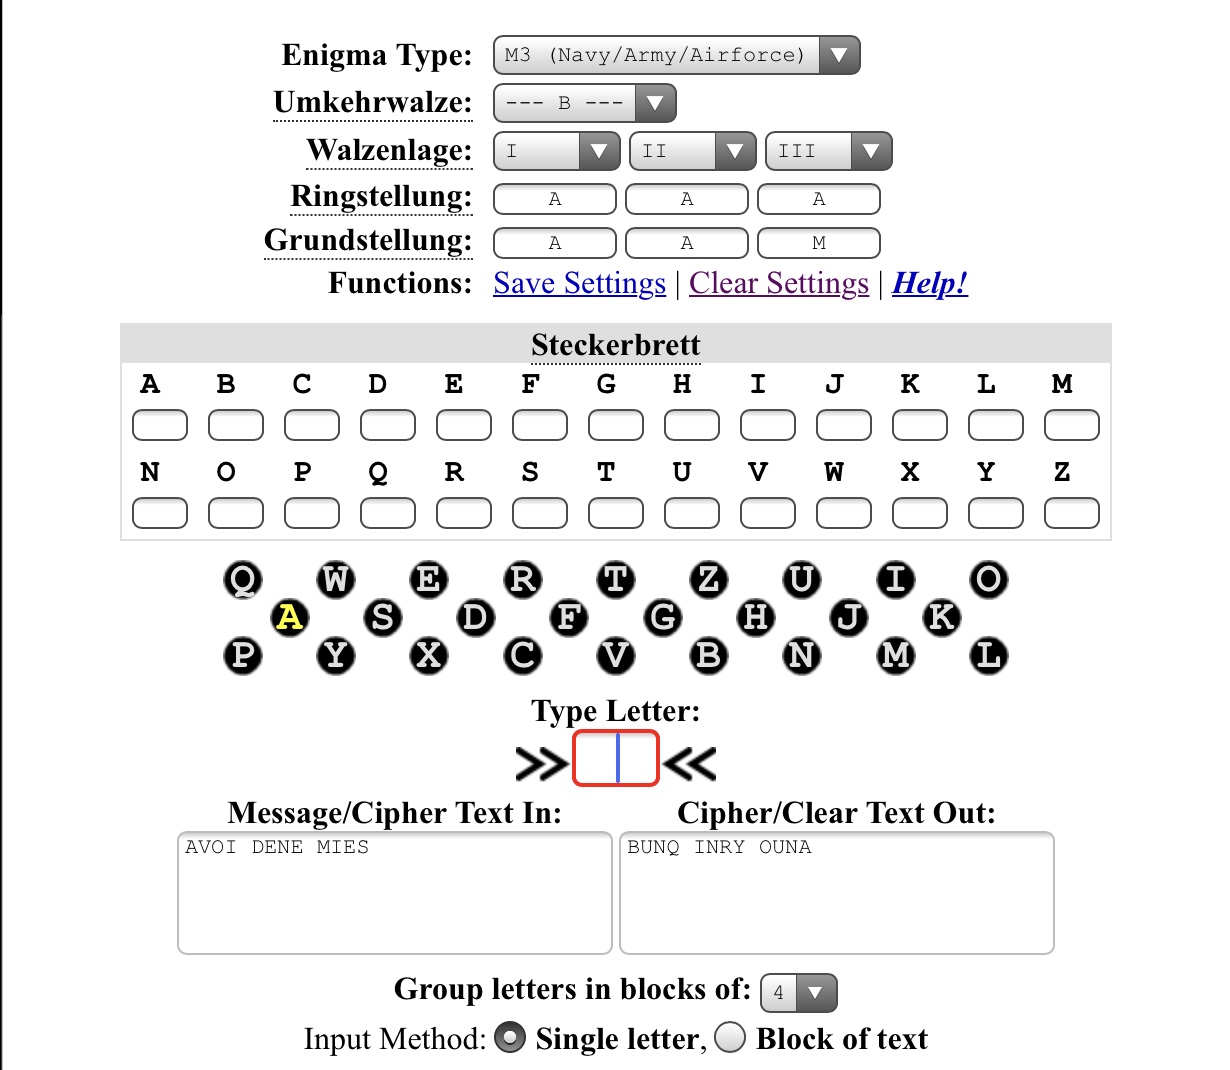 Enigma Type: M3 (Navy/Army/Airforce)
Umkehrwalze: --- B ---
Walzenlage: I II III
Ringstellung: A A A
Grundstellung: A A M
Functions: Save Settings | Clear Settings | Help!
Steckerbrett
A B C D E F G H I J K L M
N O P Q R S T U V W X Y Z
Q W E R T Z U I O
A S D F G H J K
P Y X C V B N M L
Type Letter:
>> <<
Message/Cipher Text In: Cipher/Clear Text Out:
AVOI DENE MIES BUNQ INRY OUNA
Group letters in blocks of: 4
Input Method: Single letter, Block of text